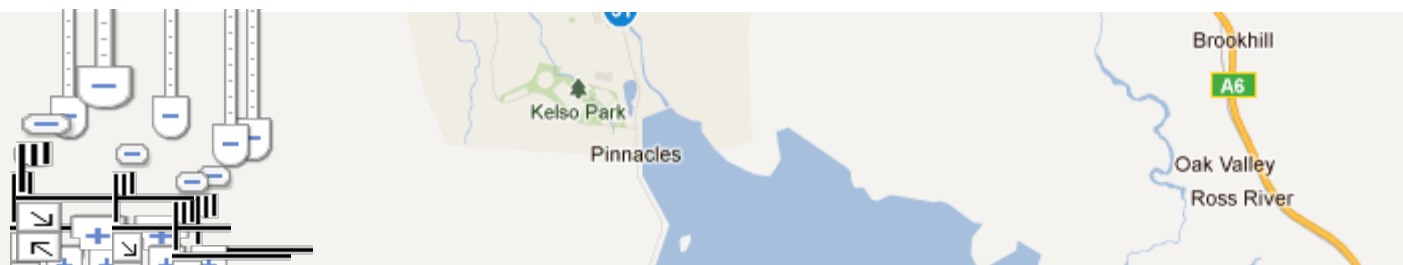 Brookhill
A6
Kelso Park
Pinnacles
Oak Valley
Ross River